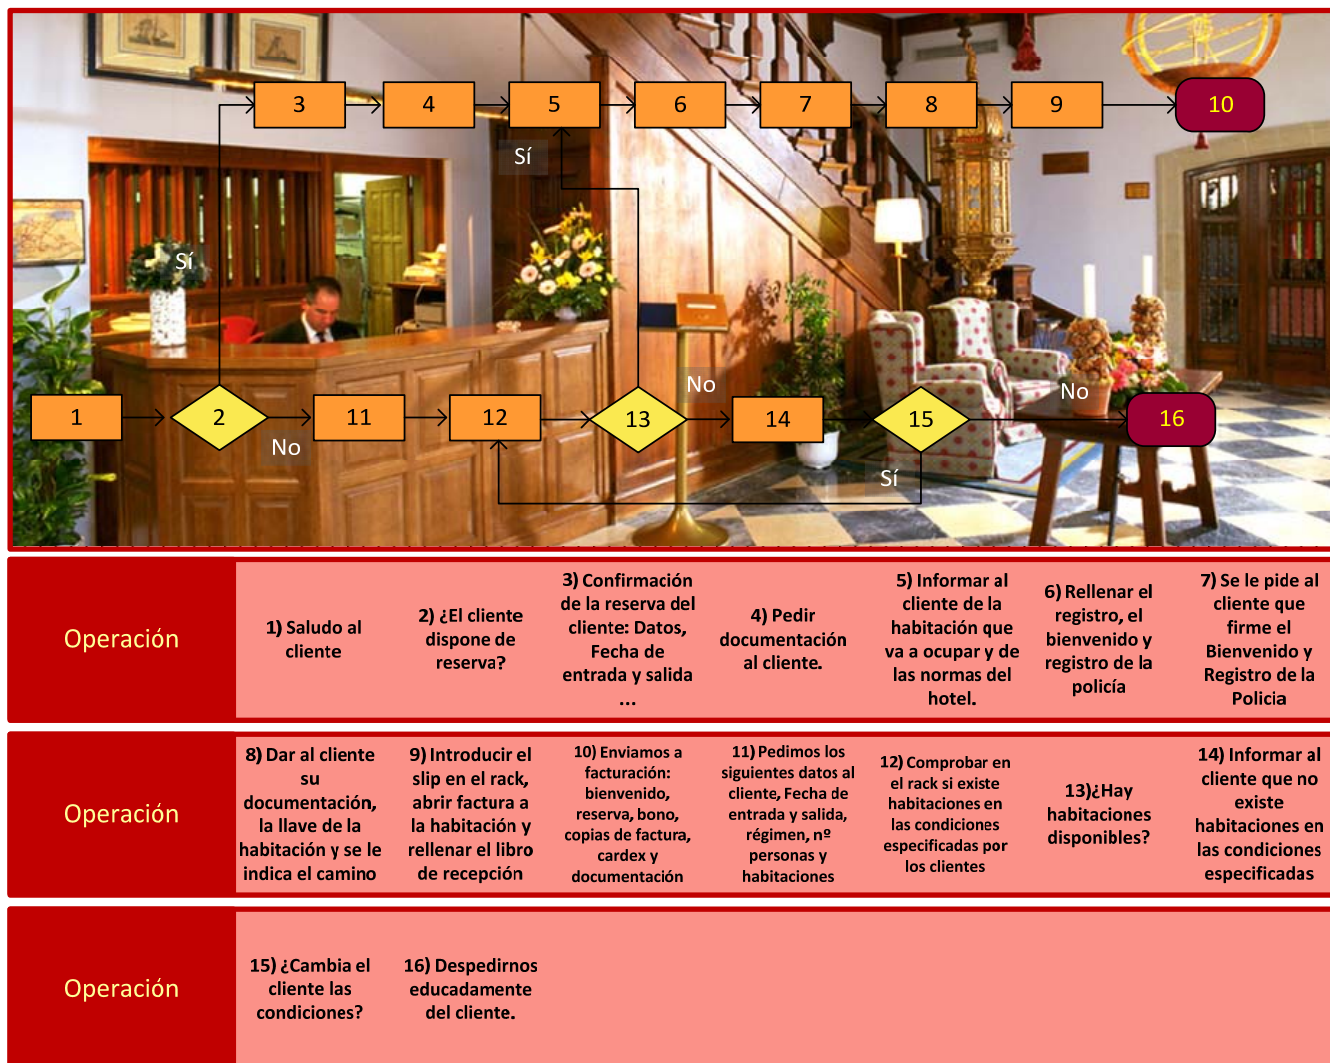 3
4
5
6
7
8
9
10
Sí
Sí
1
2
No
11
12
13
No
14
15
No
16
Sí
Operación
1) Saludo al
cliente
2) ¿El cliente
dispone de
reserva?
3) Confirmación
de la reserva del
cliente: Datos,
Fecha de
entrada y salida
...
4) Pedir
documentación
al cliente.
5) Informar al
cliente de la
habitación que
va a ocupar y de
las normas del
hotel.
6) Rellenar el
registro, el
bienvenido y
registro de la
policía
7) Se le pide al
cliente que
firme el
Bienvenido y
Registro de la
Policia
Operación
8) Dar al cliente
su
documentación,
la llave de la
habitación y se le
indica el camino
9) Introducir el
slip en el rack,
abrir factura a
la habitación y
rellenar el libro
de recepción
10) Enviamos a
facturación:
bienvenido,
reserva, bono,
copias de factura,
cardex y
documentación
11) Pedimos los
siguientes datos al
cliente, Fecha de
entrada y salida,
régimen, nº
personas y
habitaciones
12) Comprobar en
el rack si existe
habitaciones en
las condiciones
especificadas por
los clientes
13)¿Hay
habitaciones
disponibles?
14) Informar al
cliente que no
existe
habitaciones en
las condiciones
especificadas
Operación
15) ¿Cambia el
cliente las
condiciones?
16) Despedirnos
educadamente
del cliente.